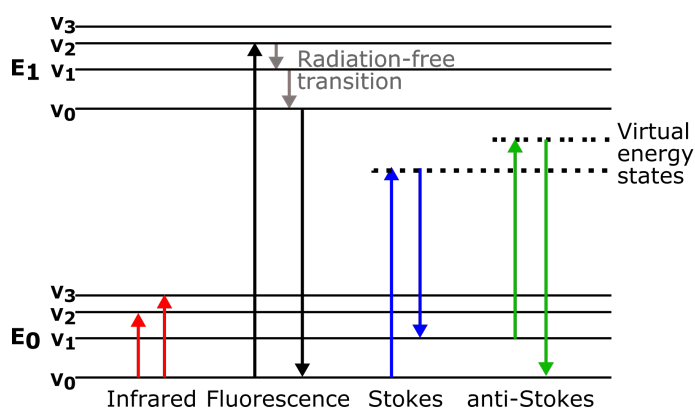 v3
v2
E1 v1
v0
Radiation-free
transition
Virtual
energy
states
v3
v2
E0 v1
v0
Infrared Fluorescence Stokes anti-Stokes